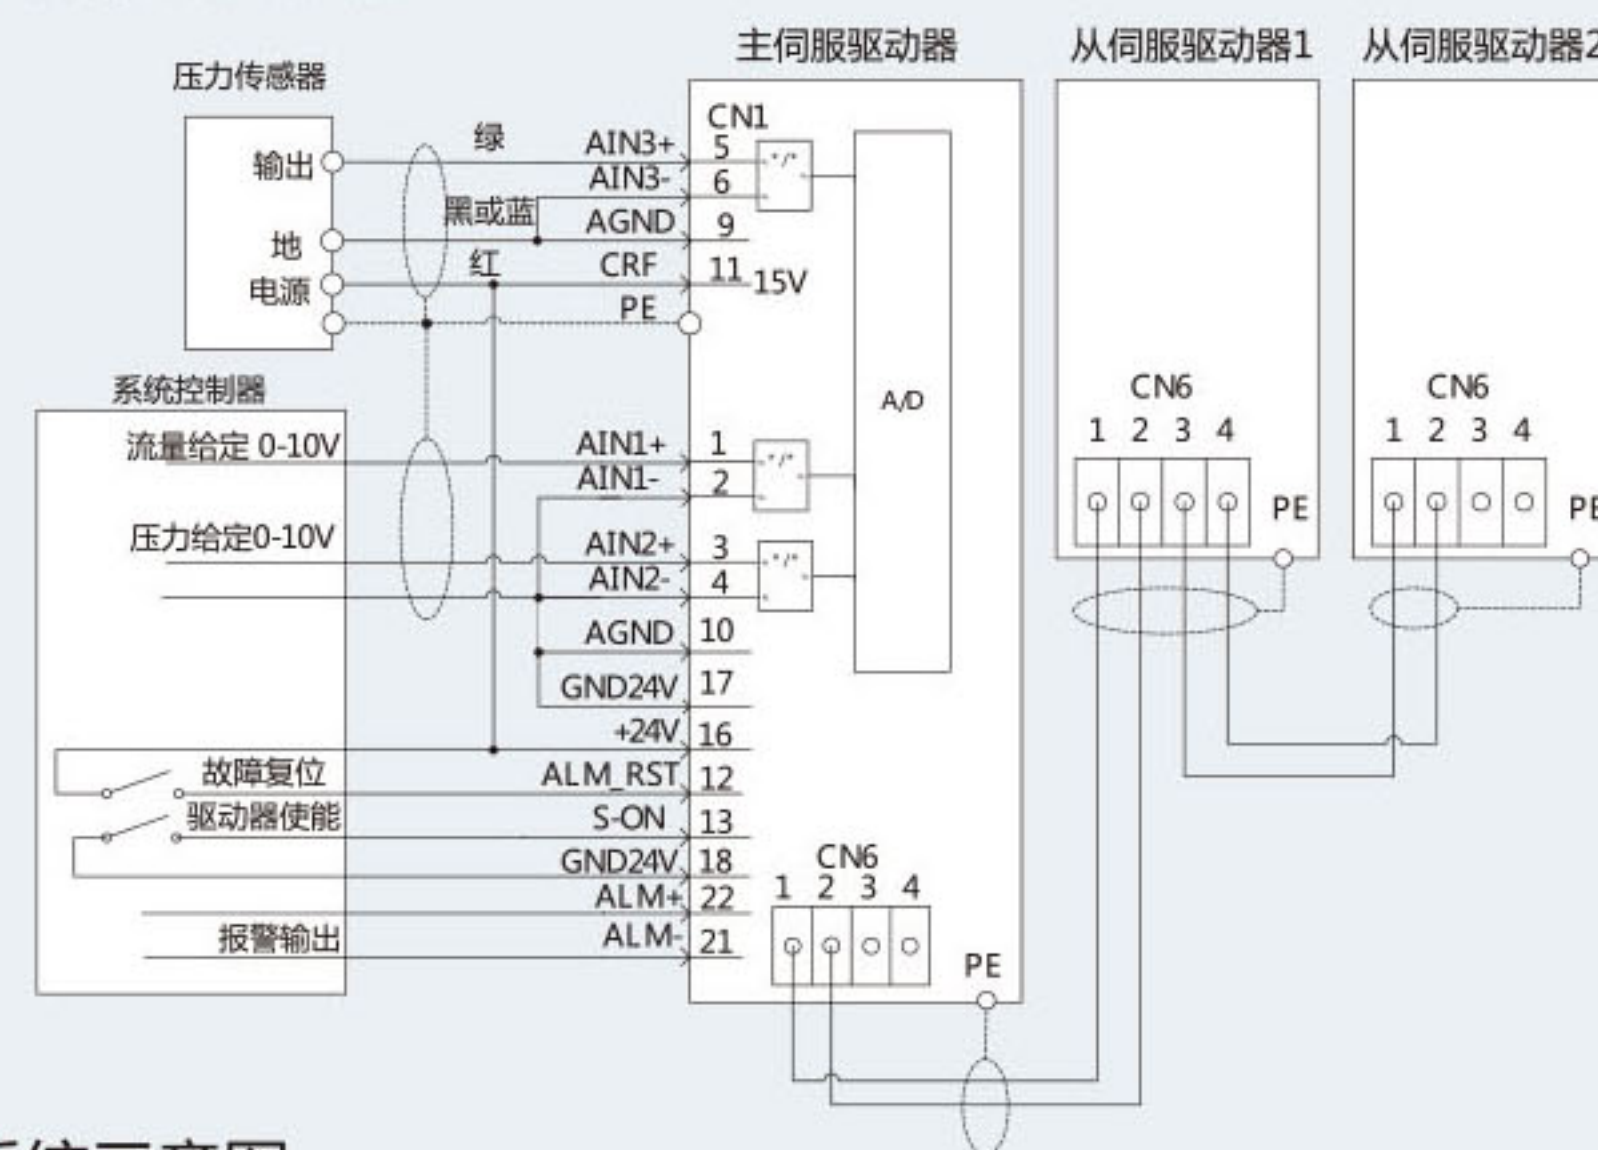 主伺服驱动器 从伺服驱动器1 从伺服驱动器2
压力传感器
CN1
绿 AIN3+ 5
输出
AIN3- 6
黑或蓝 AGND 9
地
红 CRF 11 15V
电源
PE
A/D
系统控制器
CN6 CN6
流量给定 0-10V AIN1+ 1
1 2 3 4 1 2 3 4
AIN1- 2
PE PE
压力给定0-10V AIN2+ 3
AIN2- 4
AGND 10
GND24V 17
+24V 16
故障复位 ALM_RST 12
驱动器使能 S-ON 13
GND24V 18
CN6
1 2 3 4
ALM+ 22
报警输出 ALM- 21
PE